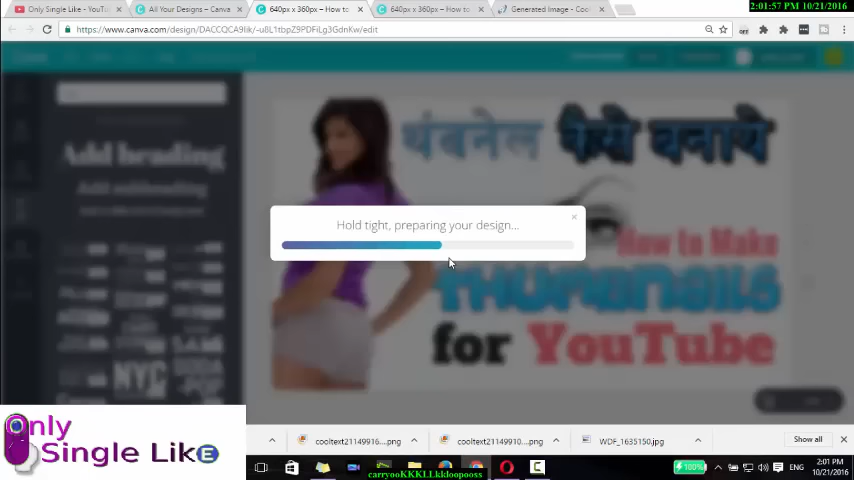 Only Single Like - YouTu
All Your Designs – Canva
640px x 360px – How to
640px x 360px – How to
Generated Image - Cool
2:01:57 PM 10/21/2016
https://www.canva.com/design/DACCQCA9lik/-u8L1tbpZ9PDFiLg3GdnKw/edit
Add heading
Add subheading
थंबनेल कैसे बनाये
Hold tight, preparing your design...
How to Make
THUMBNAILS
for YouTube
NYC
Only
Single Like
cooltext21149916....png
cooltext21149910....png
WDF_1635150.jpg
Show all
100%
ENG
2:01 PM
10/21/2016
carryooKKKLLkkloopooss